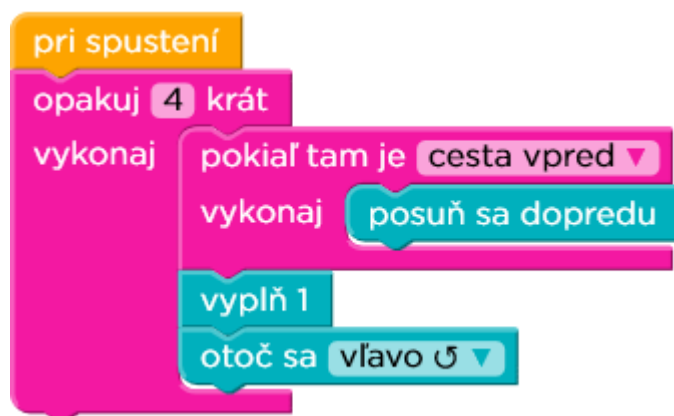 pri spustení
opakuj 4 krát
vykonaj pokiaľ tam je cesta vpred ▼
vykonaj posuň sa dopredu
vyplň 1
otoč sa vľavo ↺ ▼